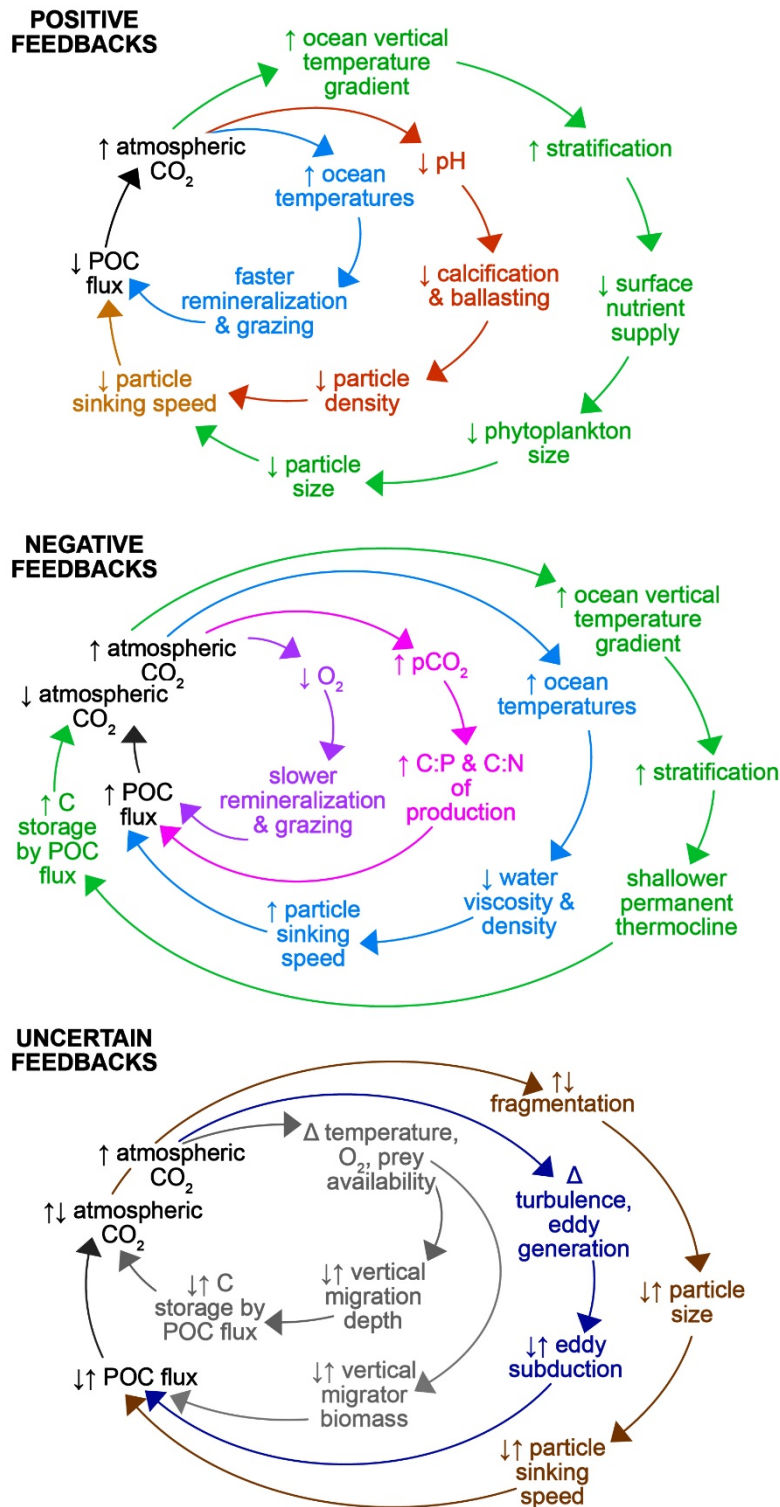 POSITIVE
FEEDBACKS
↑ ocean vertical
temperature
gradient
↑ atmospheric
CO₂
↓ pH
↑ stratification
↑ ocean
temperatures
↓ POC
flux
faster
remineralization
& grazing
↓ calcification
& ballasting
↓ surface
nutrient
supply
↓ particle
sinking speed
↓ particle
density
↓ phytoplankton
size
↓ particle
size
NEGATIVE
FEEDBACKS
↑ ocean vertical
temperature
gradient
↑ atmospheric
CO₂
↓ O₂
↑ pCO₂
↑ ocean
temperatures
↓ atmospheric
CO₂
↑ stratification
↑ C:P & C:N
of
production
slower
remineralization
& grazing
↑ POC
flux
↑ C
storage
by POC
flux
↓ water
viscosity &
density
shallower
permanent
thermocline
↑ particle
sinking
speed
UNCERTAIN
FEEDBACKS
↑↓
fragmentation
↑ atmospheric
CO₂
Δ temperature,
O₂, prey
availability
Δ
turbulence,
eddy
generation
↑↓ atmospheric
CO₂
↓↑ C
storage by
POC flux
↓↑ vertical
migration
depth
↓↑ particle
size
↓↑ eddy
subduction
↓↑ POC flux
↓↑ vertical
migrator
biomass
↓↑ particle
sinking
speed